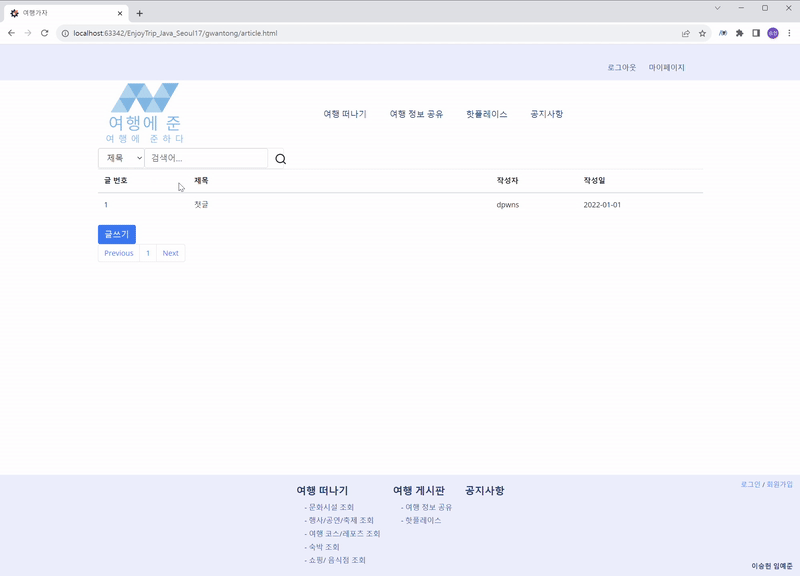 여행가자
localhost:63342/EnjoyTrip_Java_Seoul17/gwantong/article.html
로그아웃 마이페이지
여행에 준
여행에 준하다
여행 떠나기 여행 정보 공유 핫플레이스 공지사항
제목 검색어...
글 번호 제목 작성자 작성일
1 첫글 dpwns 2022-01-01
글쓰기
Previous 1 Next
여행 떠나기 여행 게시판 공지사항 로그인 / 회원가입
- 문화시설 조회 - 여행 정보 공유
- 행사/공연/축제 조회 - 핫플레이스
- 여행 코스/레포츠 조회
- 숙박 조회
- 쇼핑/ 음식점 조회
이승현 임예준